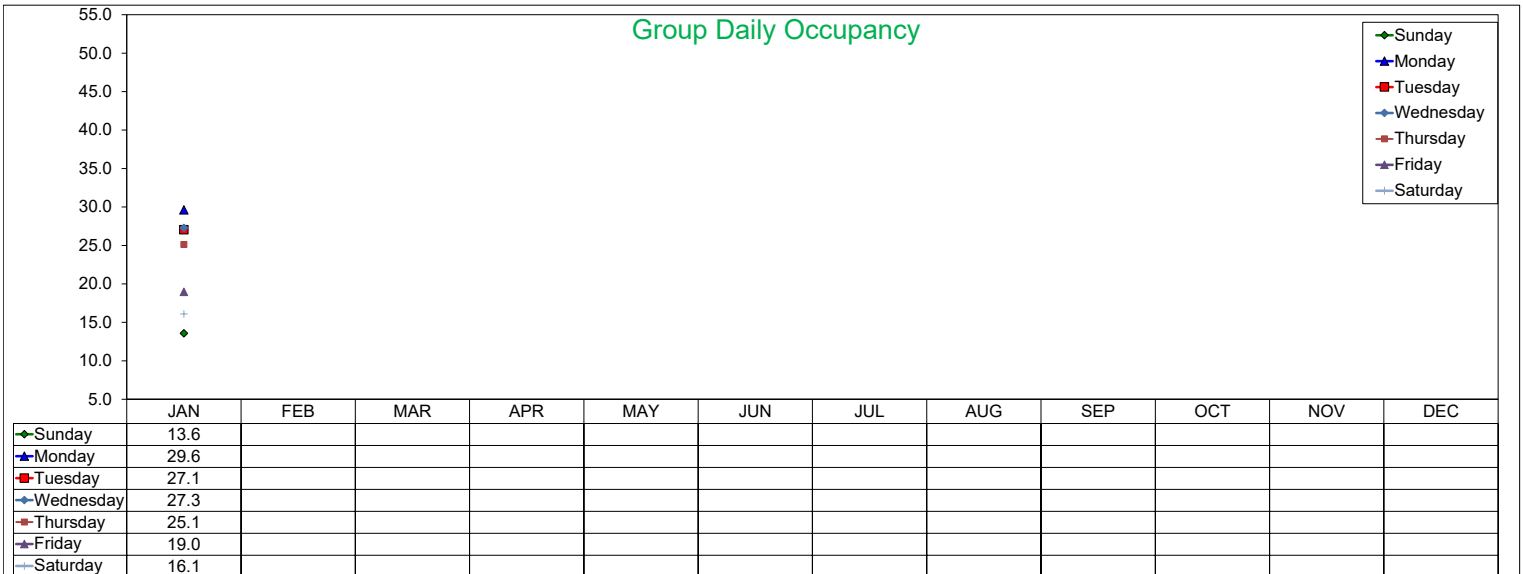 Group Daily Occupancy
55.0
50.0
45.0
40.0
35.0
30.0
25.0
20.0
15.0
10.0
5.0
Sunday
Monday
Tuesday
Wednesday
Thursday
Friday
Saturday
JAN FEB MAR APR MAY JUN JUL AUG SEP OCT NOV DEC
Sunday 13.6
Monday 29.6
Tuesday 27.1
Wednesday 27.3
Thursday 25.1
Friday 19.0
Saturday 16.1